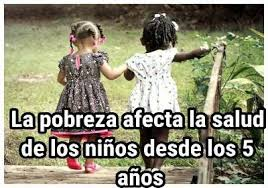 La pobreza afecta la salud
de los niños desde los 5
años